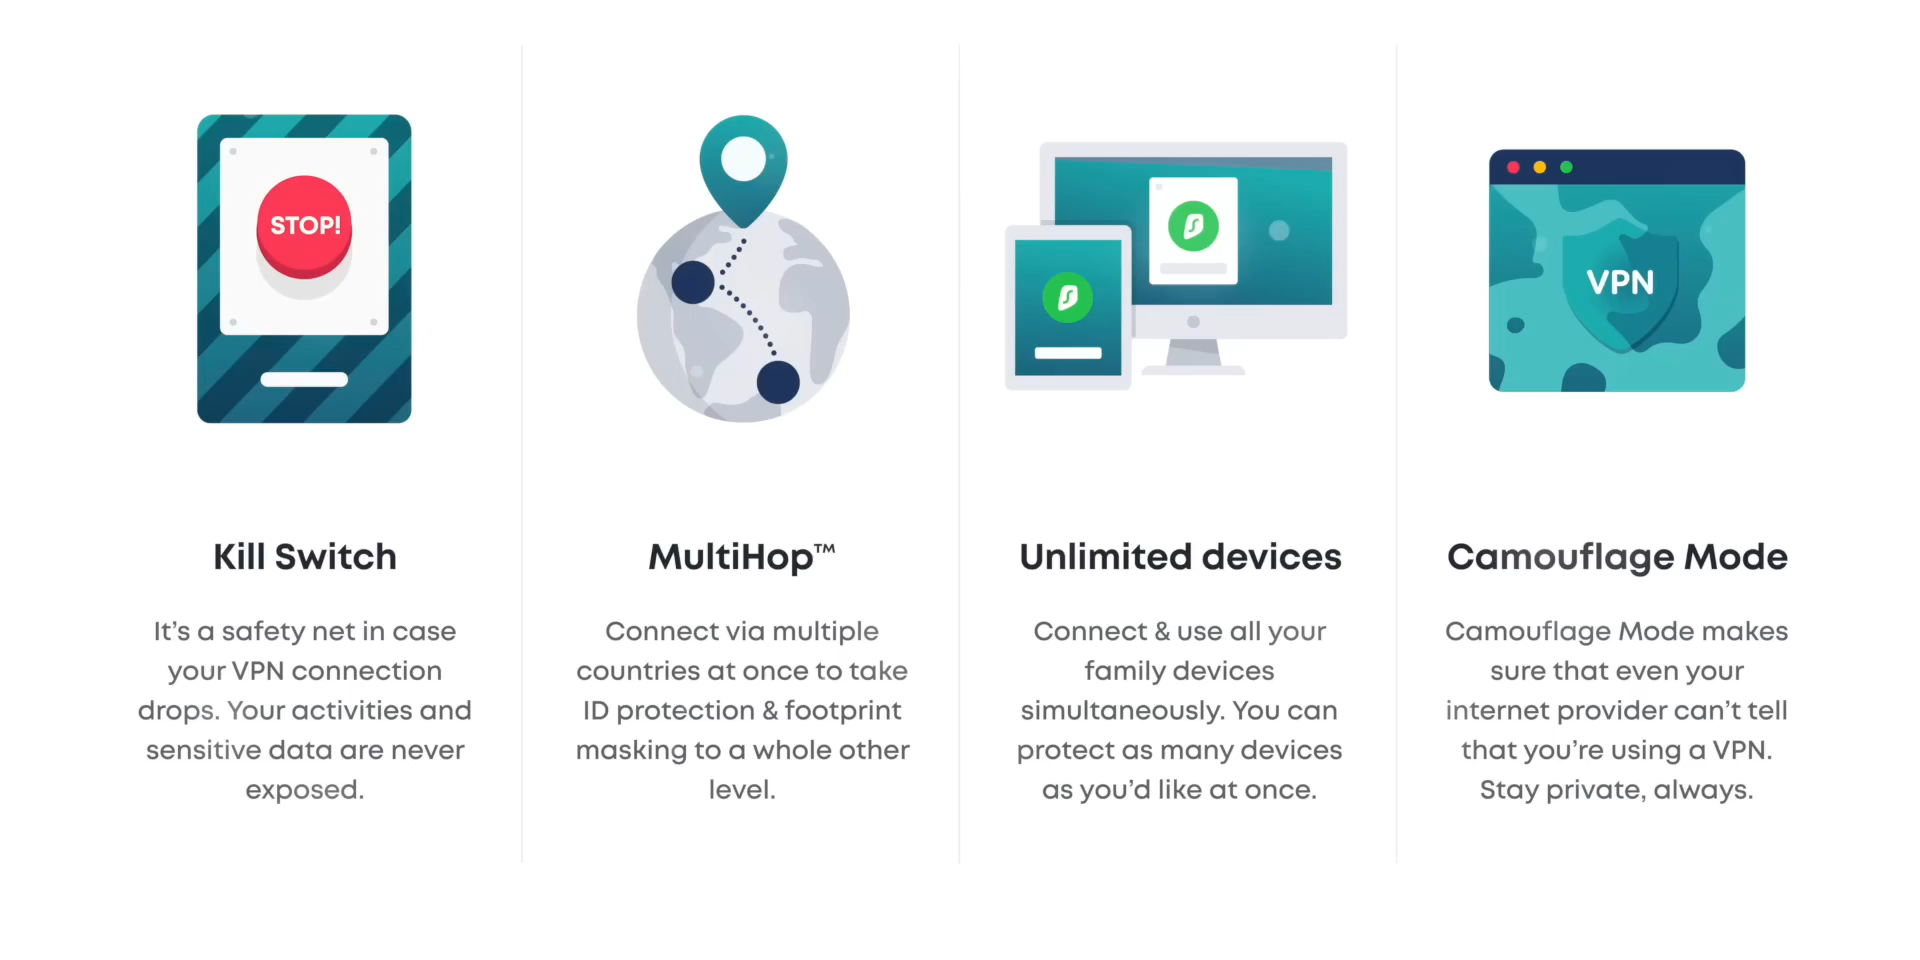 STOP!
VPN
Kill Switch
It’s a safety net in case
your VPN connection
drops. Your activities and
sensitive data are never
exposed.
MultiHop™
Connect via multiple
countries at once to take
ID protection & footprint
masking to a whole other
level.
Unlimited devices
Connect & use all your
family devices
simultaneously. You can
protect as many devices
as you’d like at once.
Camouflage Mode
Camouflage Mode makes
sure that even your
internet provider can’t tell
that you’re using a VPN.
Stay private, always.